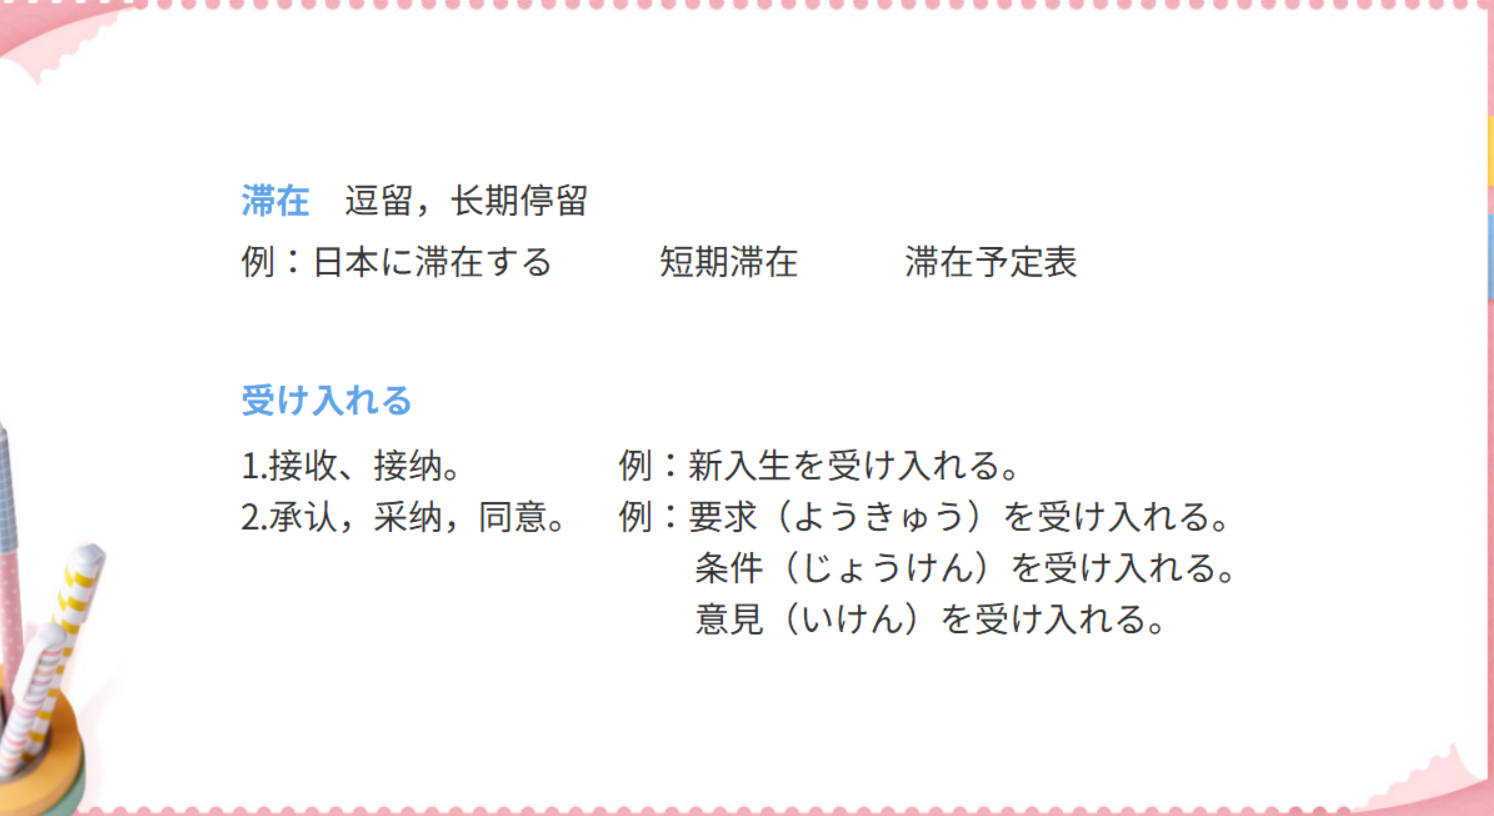 滞在　逗留，长期停留
例：日本に滞在する　　　短期滞在　　　滞在予定表
受け入れる
1.接收、接纳。　　　　例：新入生を受け入れる。
2.承认，采纳，同意。　例：要求（ようきゅう）を受け入れる。
条件（じょうけん）を受け入れる。
意見（いけん）を受け入れる。